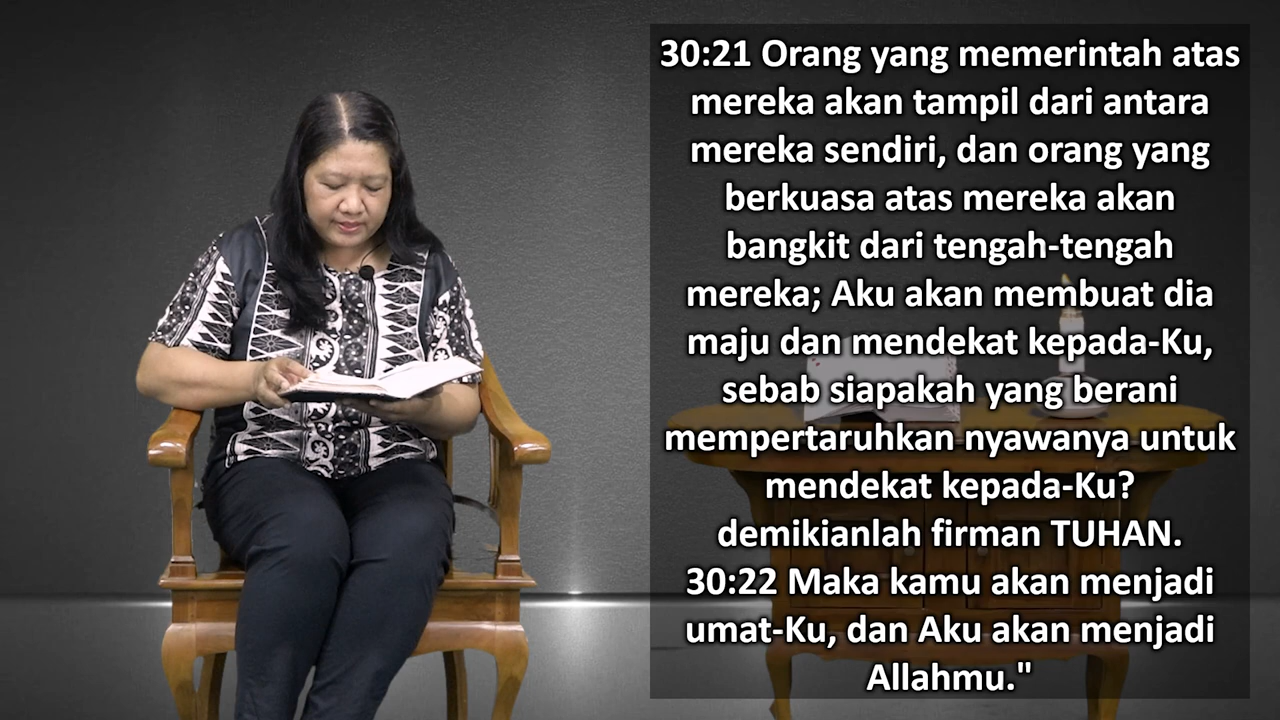 30:21 Orang yang memerintah atas
mereka akan tampil dari antara
mereka sendiri, dan orang yang
berkuasa atas mereka akan
bangkit dari tengah-tengah
mereka; Aku akan membuat dia
maju dan mendekat kepada-Ku,
sebab siapakah yang berani
mempertaruhkan nyawanya untuk
mendekat kepada-Ku?
demikianlah firman TUHAN.
30:22 Maka kamu akan menjadi
umat-Ku, dan Aku akan menjadi
Allahmu."